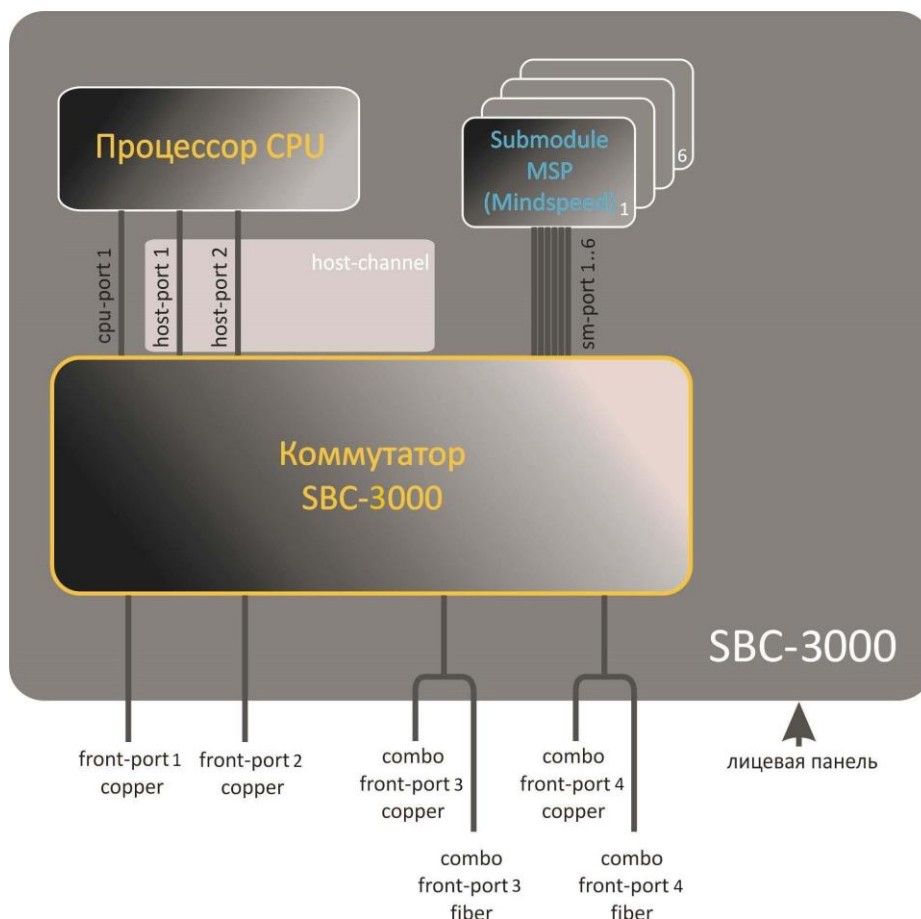 Процессор CPU
Submodule
MSP
(Mindspeed)
1
6
cpu-port 1
host-port 1
host-port 2
host-channel
sm-port 1..6
Коммутатор
SBC-3000
SBC-3000
front-port 1
copper
front-port 2
copper
combo
front-port 3
copper
combo
front-port 4
copper
лицевая панель
combo
front-port 3
fiber
combo
front-port 4
fiber